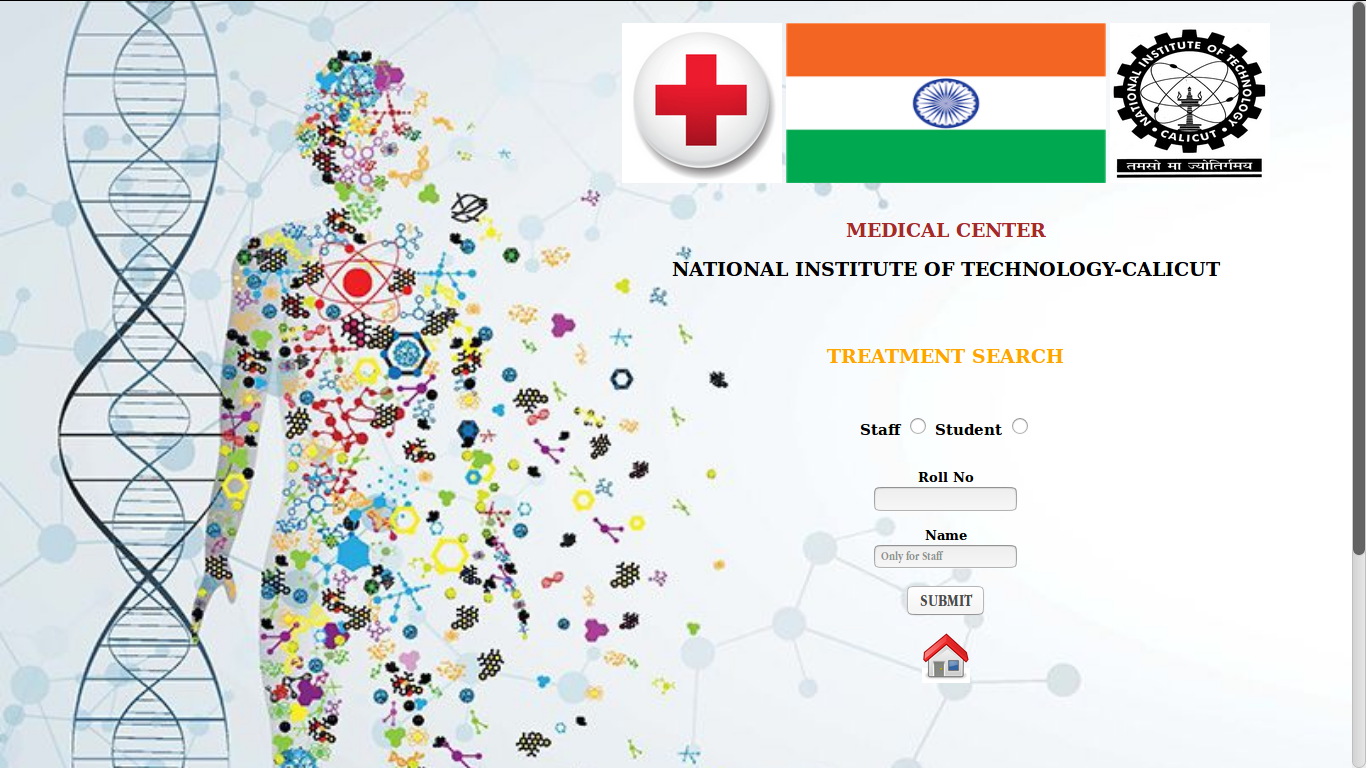 NATIONAL INSTITUTE OF TECHNOLOGY
• CALICUT •
तमसो मा ज्योतिर्गमय
MEDICAL CENTER
NATIONAL INSTITUTE OF TECHNOLOGY-CALICUT
TREATMENT SEARCH
Staff Student
Roll No
Name
Only for Staff
SUBMIT